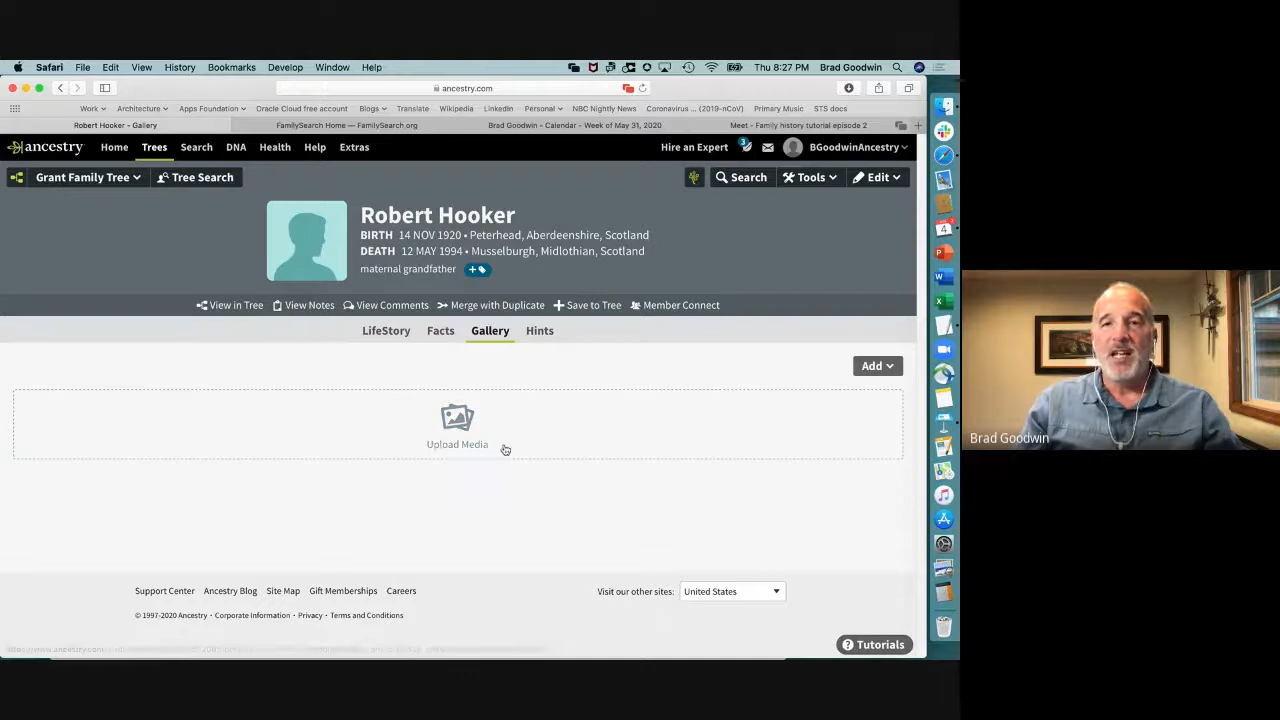 Safari File Edit View History Bookmarks Develop Window Help Thu 8:27 PM Brad Goodwin
ancestry.com
Work Architecture Apps Foundation Oracle Cloud free account Blogs Translate Wikipedia LinkedIn Personal NBC Nightly News Coronavirus ... (2019-nCoV) Primary Music STS docs
Robert Hooker - Gallery FamilySearch Home — FamilySearch.org Brad Goodwin - Calendar - Week of May 31, 2020 Meet - Family history tutorial episode 2
ancestry Home Trees Search DNA Health Help Extras Hire an Expert 3 BGoodwinAncestry
Grant Family Tree Tree Search Search Tools Edit
Robert Hooker
BIRTH 14 NOV 1920 • Peterhead, Aberdeenshire, Scotland
DEATH 12 MAY 1994 • Musselburgh, Midlothian, Scotland
maternal grandfather
View in Tree View Notes View Comments Merge with Duplicate Save to Tree Member Connect
LifeStory Facts Gallery Hints
Add
Upload Media
Brad Goodwin
Support Center Ancestry Blog Site Map Gift Memberships Careers Visit our other sites: United States
© 1997-2020 Ancestry • Corporate Information • Privacy • Terms and Conditions
? Tutorials